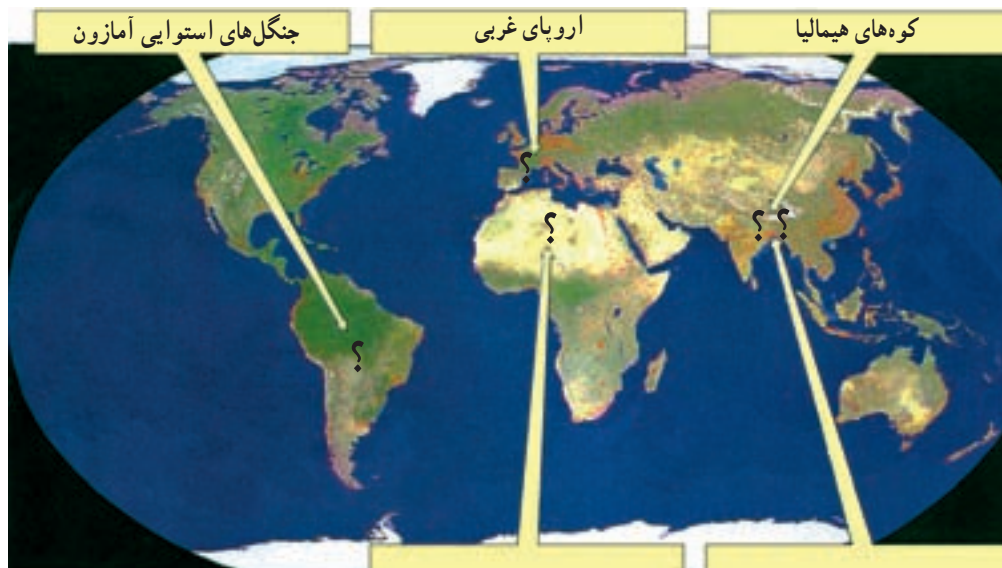 کوه‌های هیمالیا
اروپای غربی
جنگل‌های استوایی آمازون
؟
؟
؟ ؟
؟